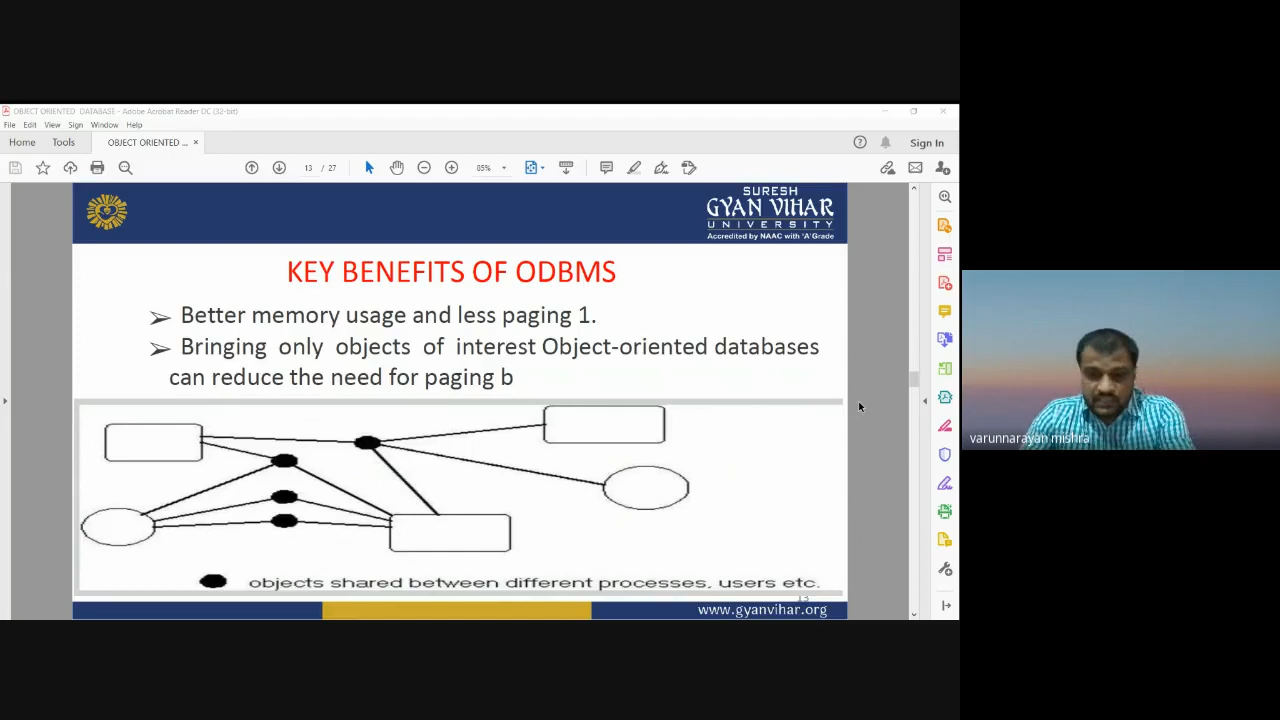 OBJECT ORIENTED DATABASE - Adobe Acrobat Reader DC (32-bit)
File Edit View Sign Window Help
Home Tools OBJECT ORIENTED ... × Sign In
13 / 27 85%
SURESH
GYAN VIHAR
UNIVERSITY
Accredited by NAAC with 'A' Grade
KEY BENEFITS OF ODBMS
➢ Better memory usage and less paging 1.
➢ Bringing only objects of interest Object-oriented databases
can reduce the need for paging b
objects shared between different processes, users etc.
13
www.gyanvihar.org
varunnarayan mishra